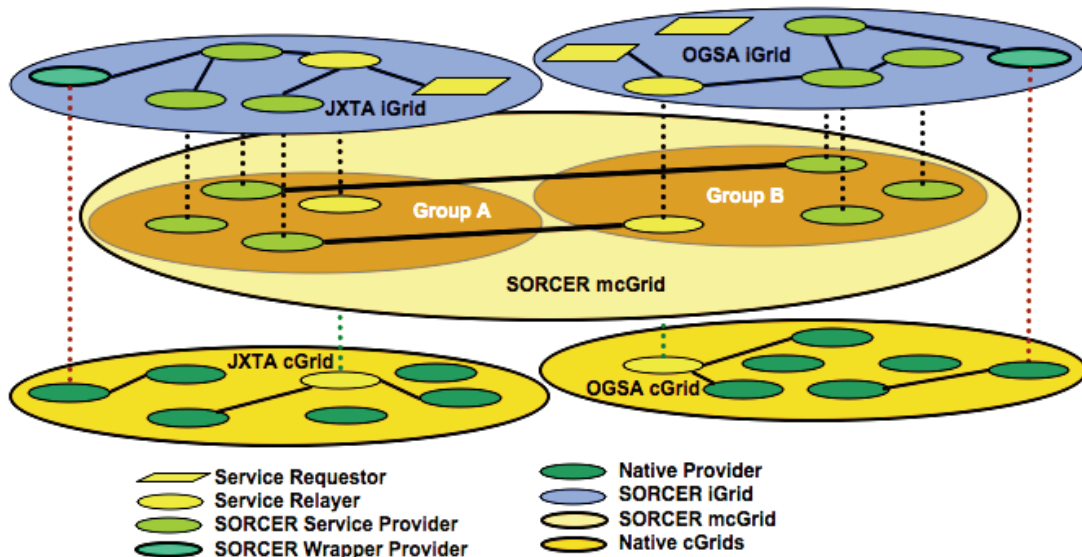 OGSA iGrid
JXTA iGrid
Group A
Group B
SORCER mcGrid
JXTA cGrid
OGSA cGrid
Service Requestor
Service Relayer
SORCER Service Provider
SORCER Wrapper Provider
Native Provider
SORCER iGrid
SORCER mcGrid
Native cGrids